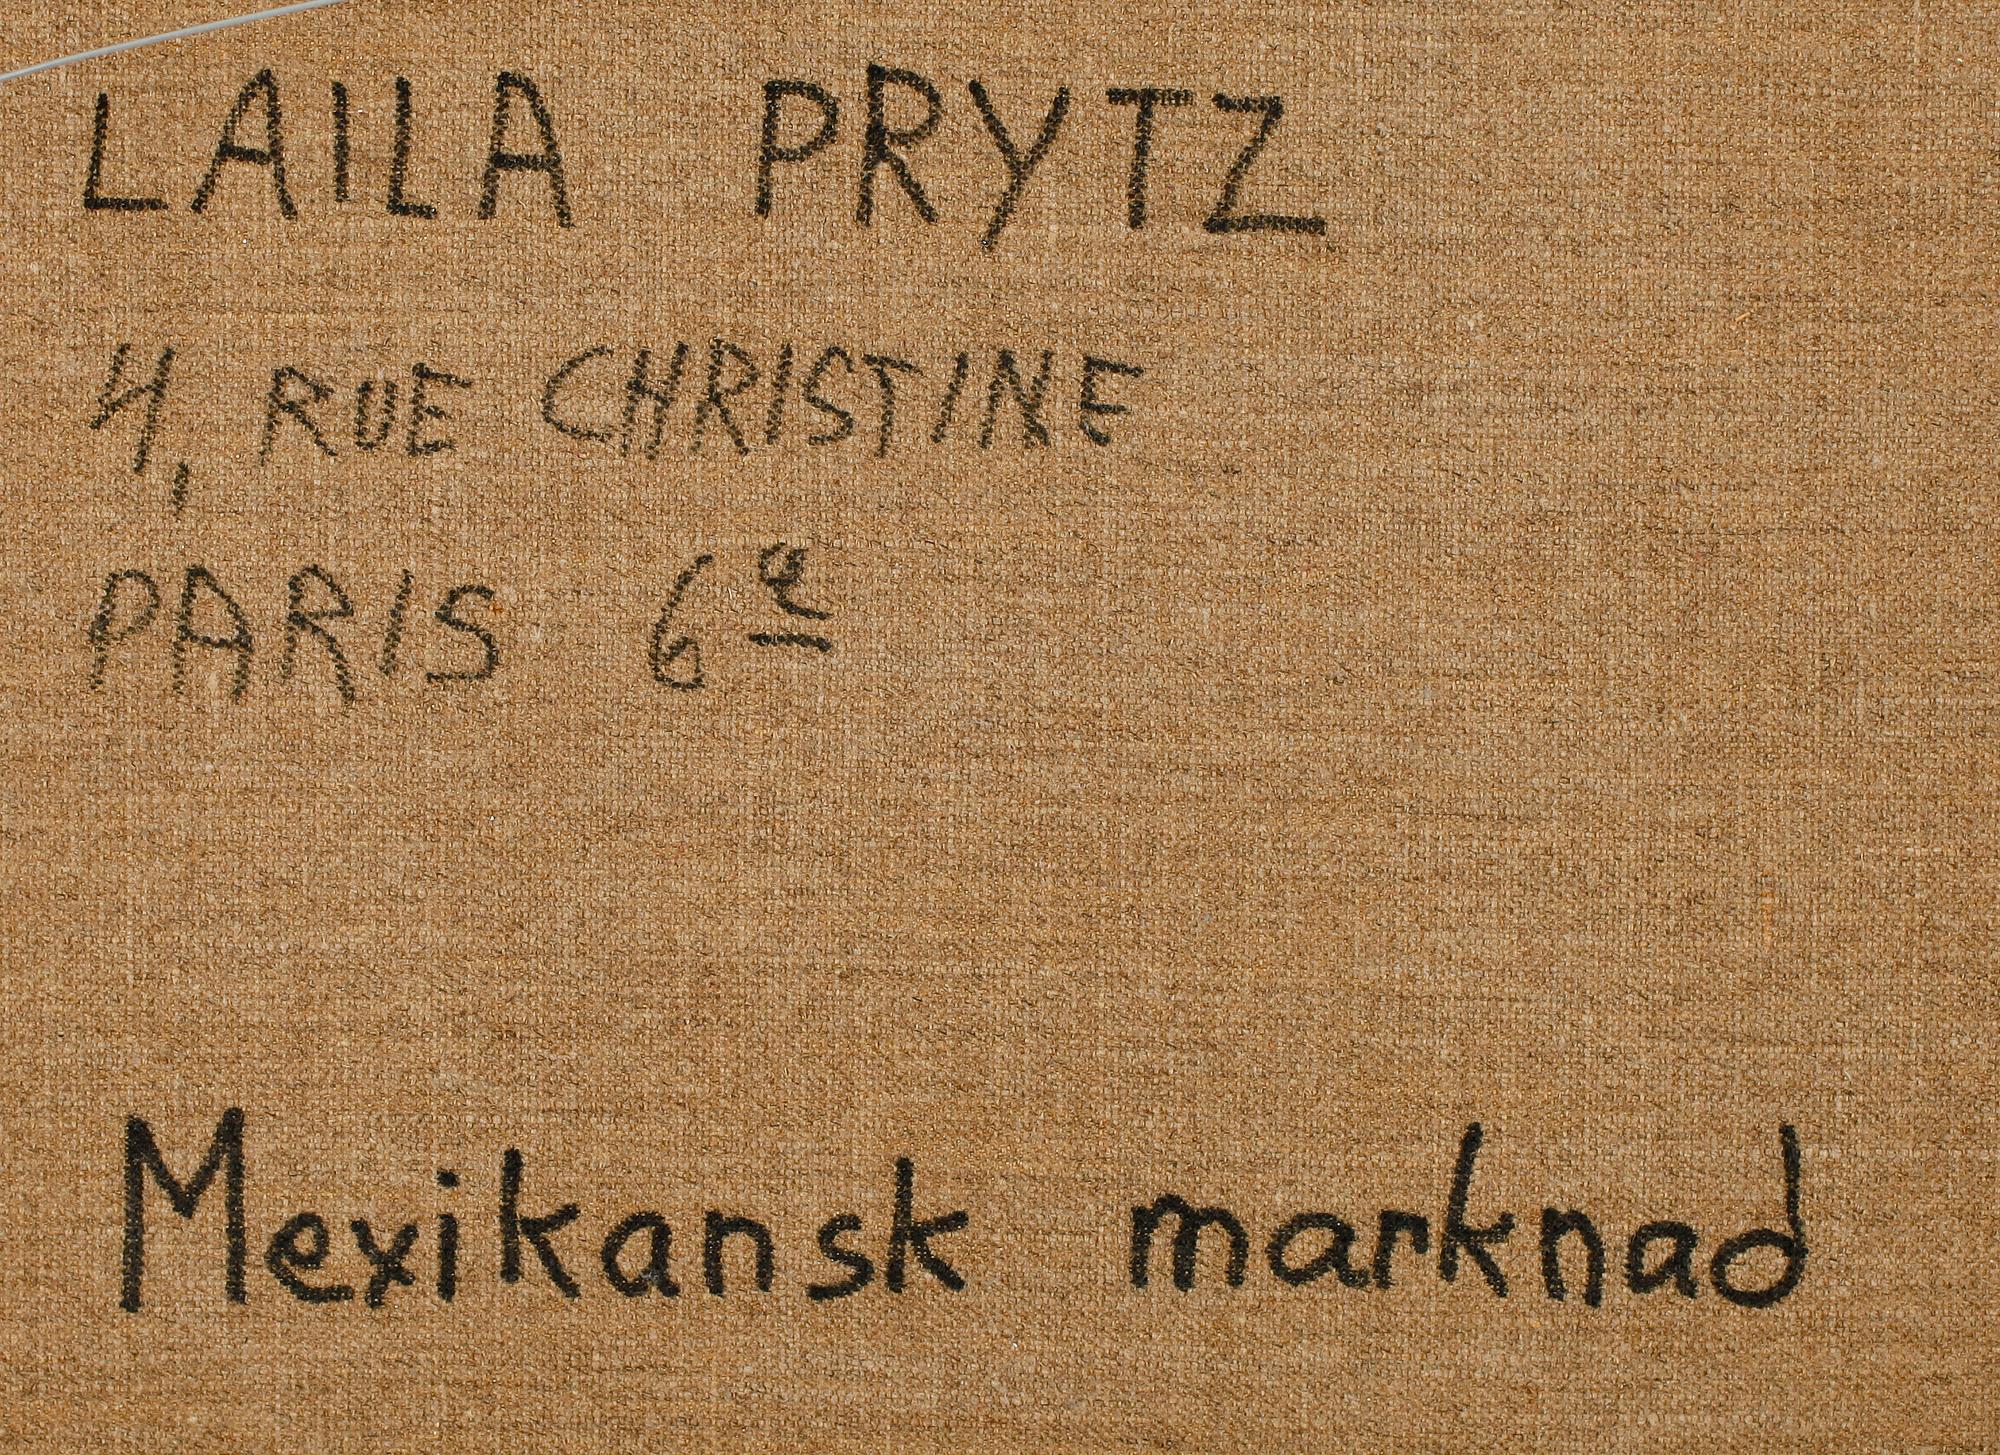 LAILA PRYTZ
4, RUE CHRISTINE
PARIS 6e
Mexikansk marknad